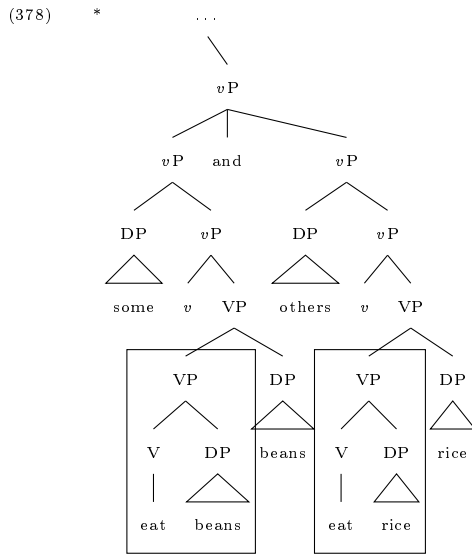 (378) * ...
vP
vP and vP
DP vP DP vP
some v VP others v VP
VP DP VP DP
V DP beans V DP rice
eat beans eat rice